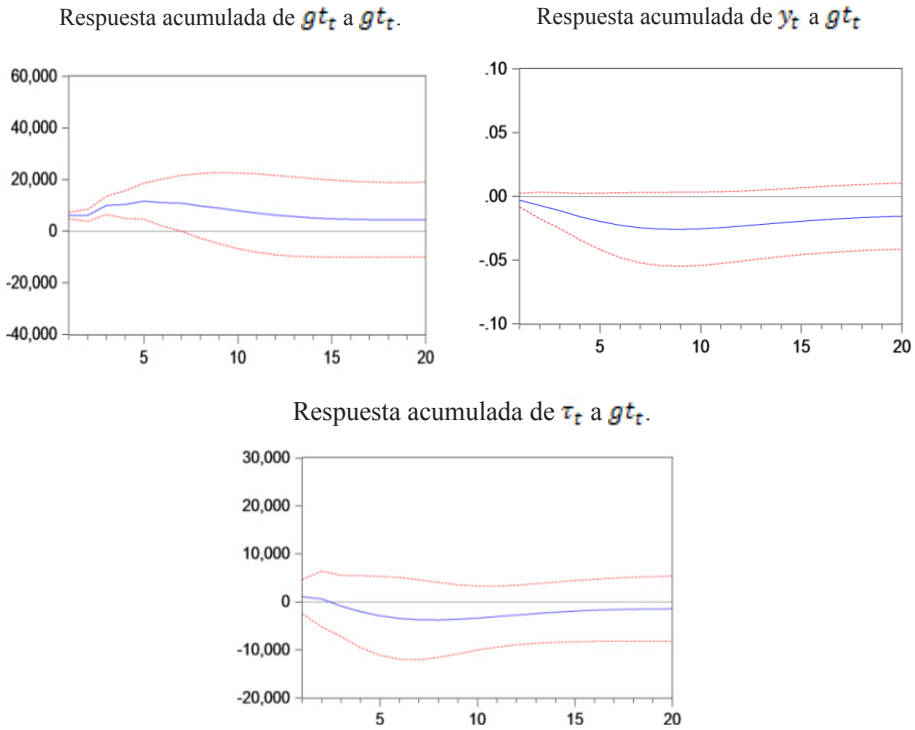 Respuesta acumulada de gt_t a gt_t.
Respuesta acumulada de y_t a gt_t
60,000
40,000
20,000
0
-20,000
-40,000
5 10 15 20
.10
.05
.00
-.05
-.10
5 10 15 20
Respuesta acumulada de τ_t a gt_t.
30,000
20,000
10,000
0
-10,000
-20,000
5 10 15 20